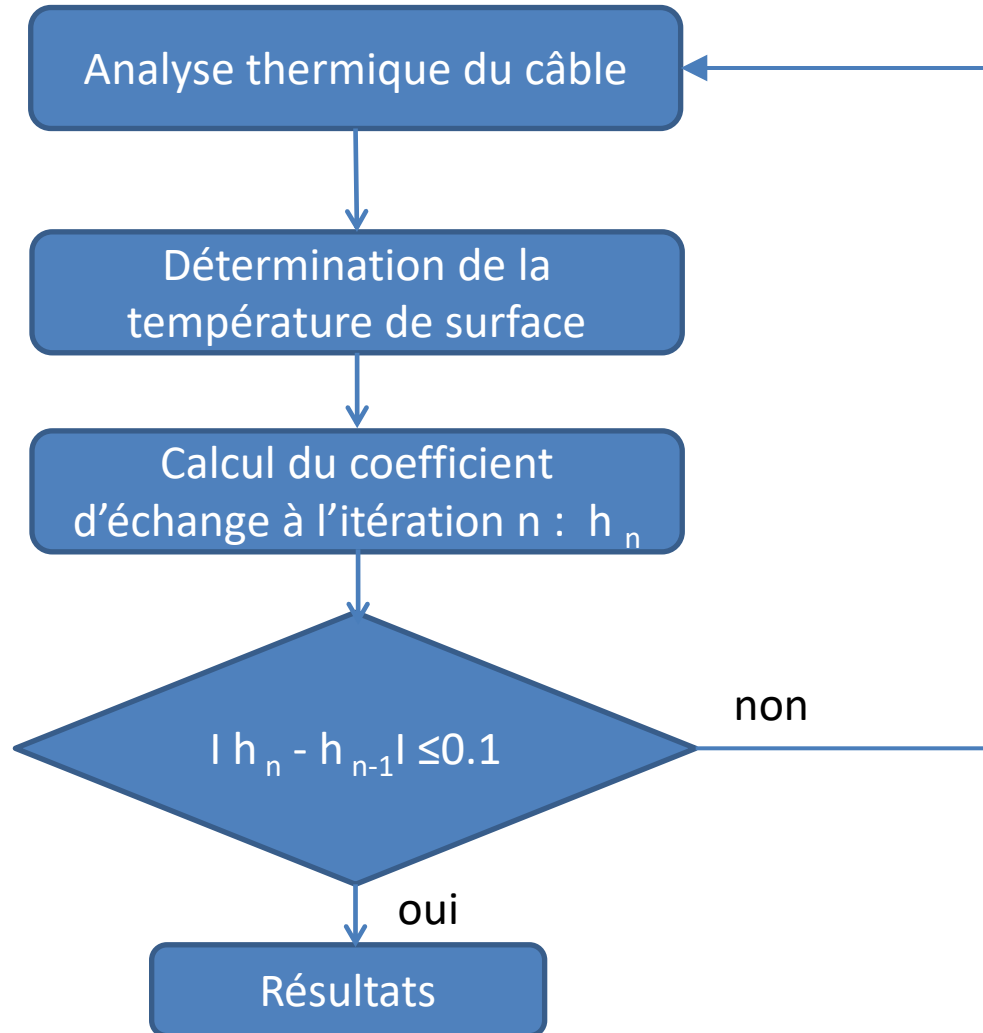 Analyse thermique du câble
Détermination de la
température de surface
Calcul du coefficient
d’échange à l’itération n : h n
I h n - h n-1I ≤0.1
non
oui
Résultats